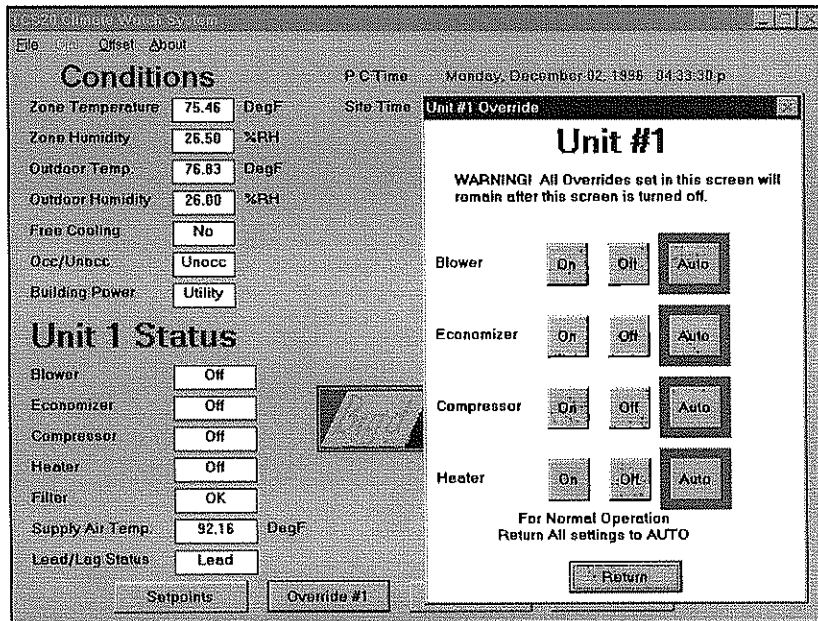 Climate Watch System
File Offset About
Conditions
PC Time Monday, December 02, 1996 04:33:30 p
Site Time
Zone Temperature 75.46 DegF
Zone Humidity 26.50 %RH
Outdoor Temp. 76.83 DegF
Outdoor Humidity 26.00 %RH
Free Cooling No
Occ/Unocc. Unocc
Building Power Utility
Unit 1 Status
Blower Off
Economizer Off
Compressor Off
Heater Off
Filter OK
Supply Air Temp. 92.16 DegF
Lead/Lag Status Lead
Setpoints Override #1
Unit #1 Override
Unit #1
WARNING! All Overrides set in this screen will
remain after this screen is turned off.
Blower On Off Auto
Economizer On Off Auto
Compressor On Off Auto
Heater On Off Auto
For Normal Operation
Return All settings to AUTO
Return